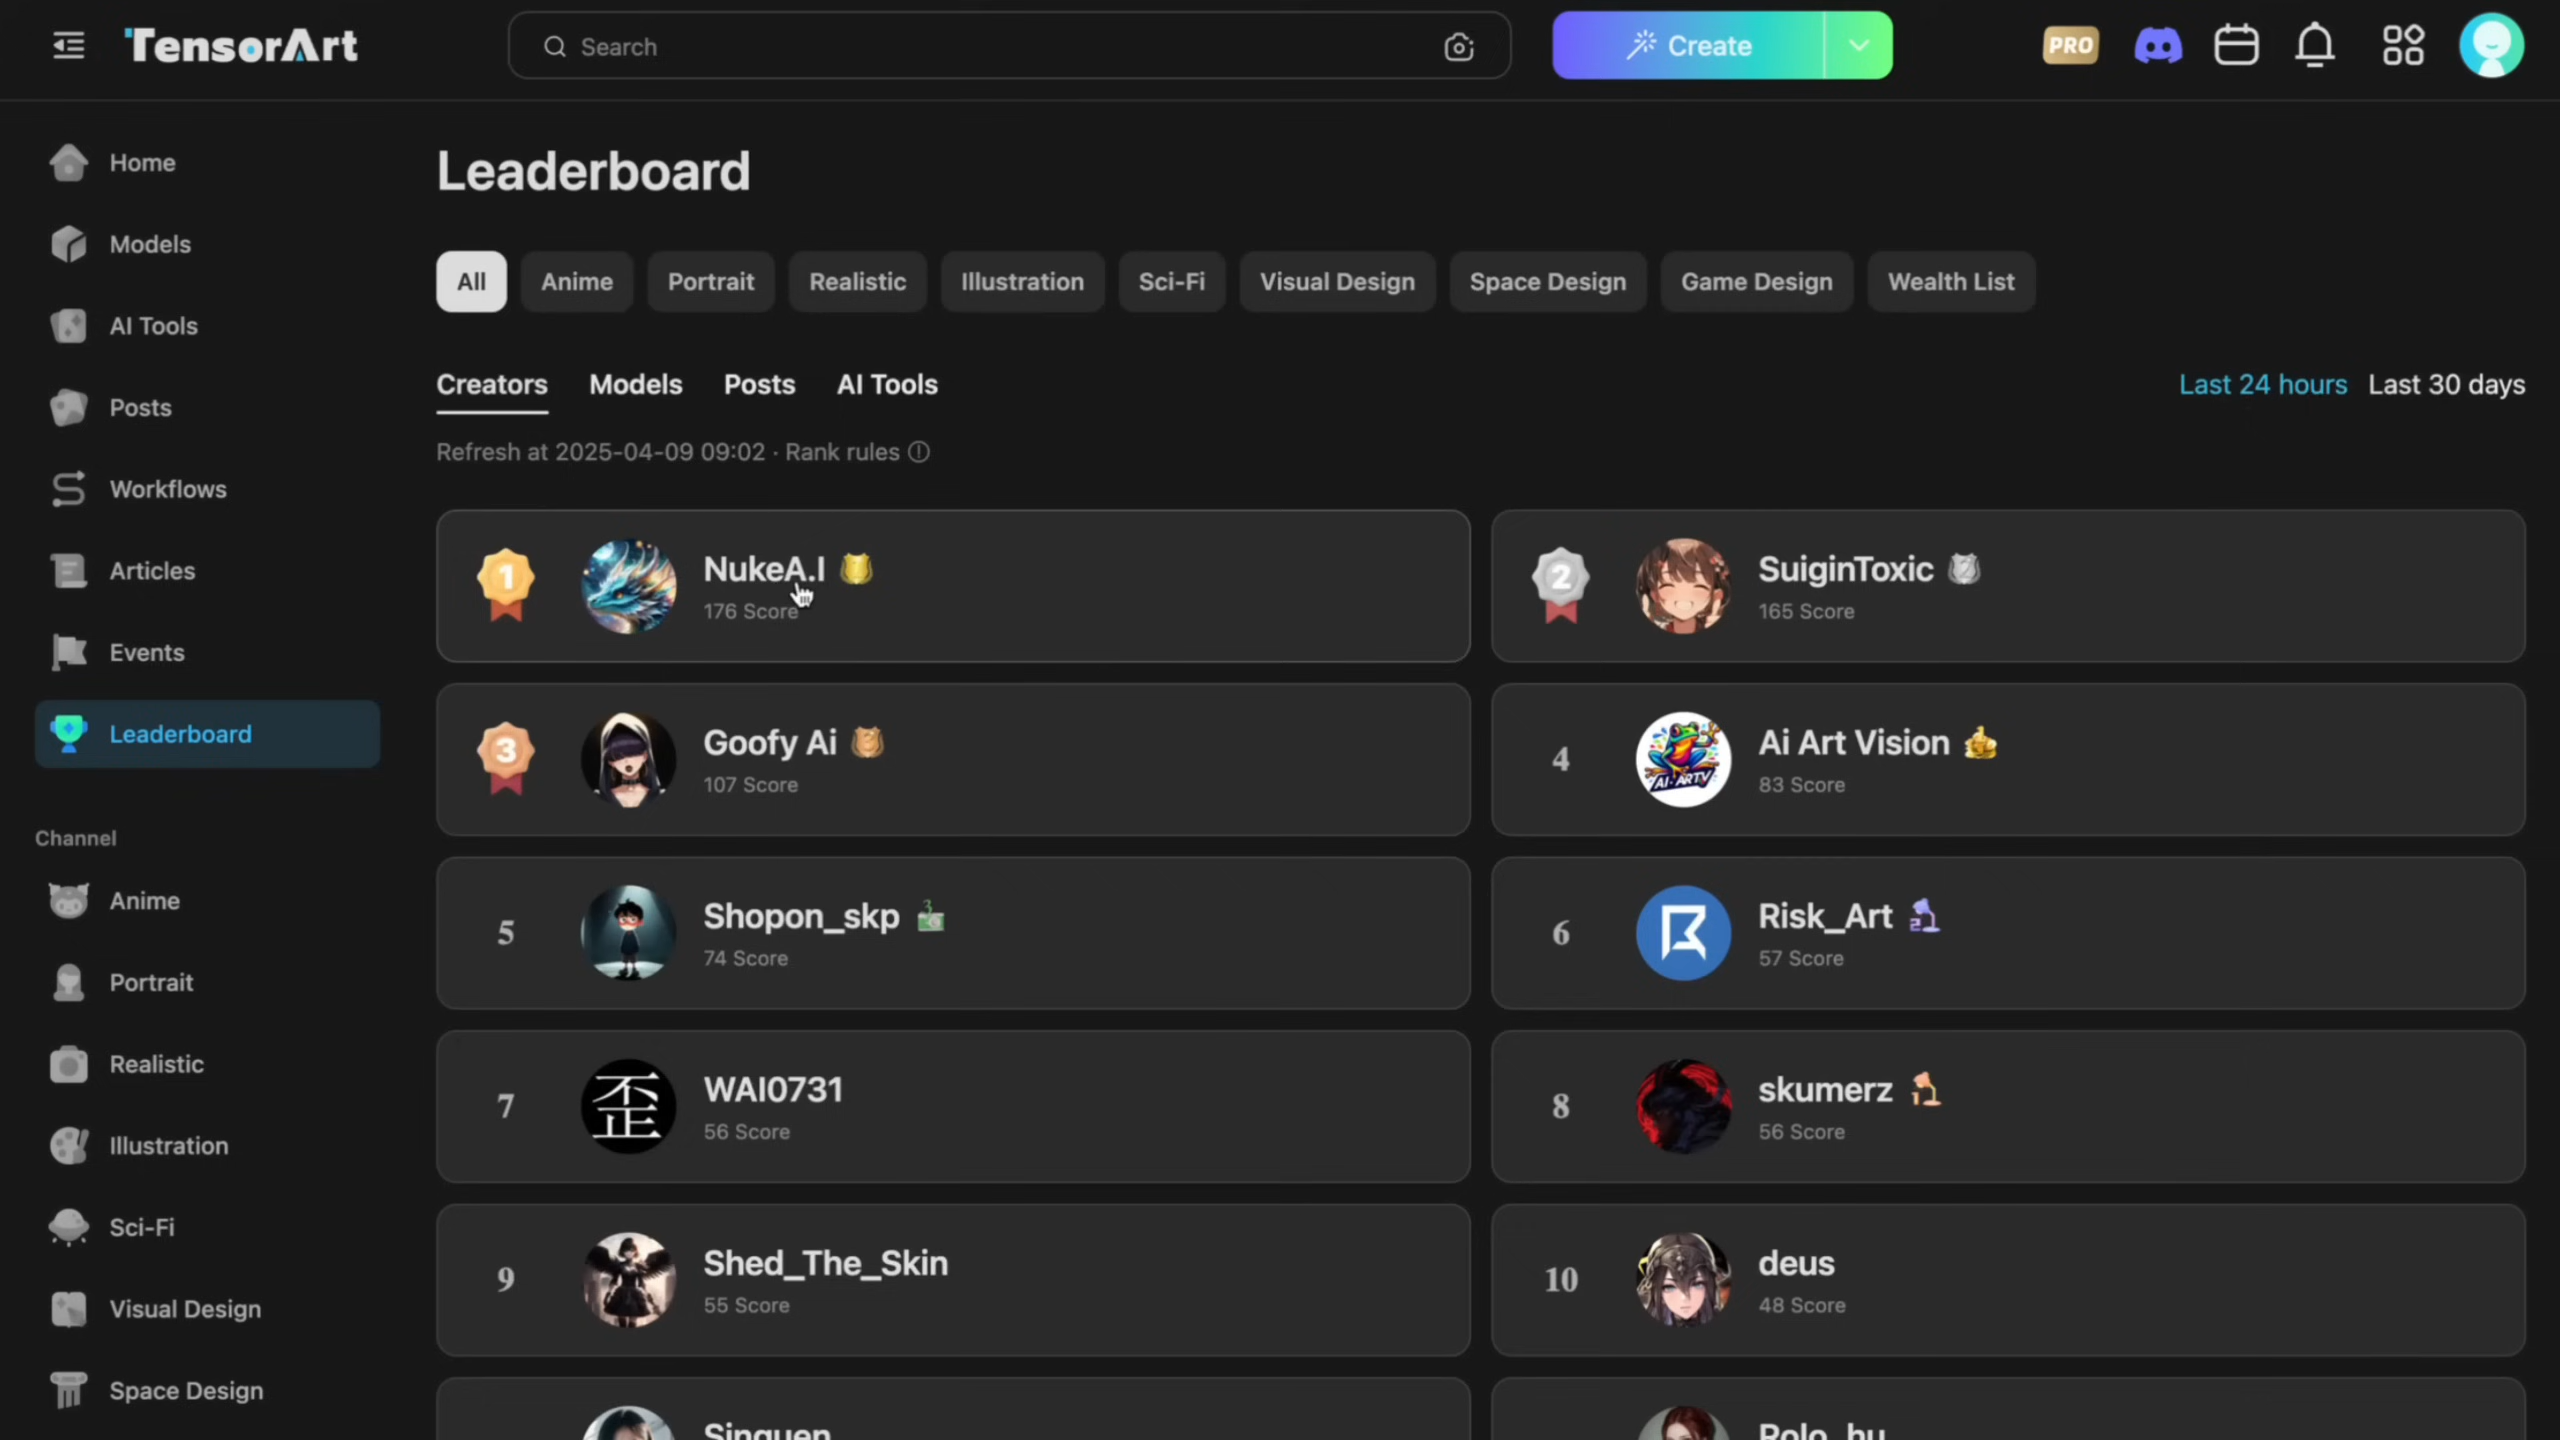 TensorArt
Search
Create
PRO
Home
Models
AI Tools
Posts
Workflows
Articles
Events
Leaderboard
Channel
Anime
Portrait
Realistic
Illustration
Sci-Fi
Visual Design
Space Design
Leaderboard
All Anime Portrait Realistic Illustration Sci-Fi Visual Design Space Design Game Design Wealth List
Creators Models Posts AI Tools
Last 24 hours Last 30 days
Refresh at 2025-04-09 09:02 · Rank rules
1
NukeA.I
176 Score
2
SuiginToxic
165 Score
3
Goofy Ai
107 Score
4
AI-ARTV
Ai Art Vision
83 Score
5
Shopon_skp
74 Score
6
Risk_Art
57 Score
7
歪
WAI0731
56 Score
8
skumerz
56 Score
9
Shed_The_Skin
55 Score
10
deus
48 Score